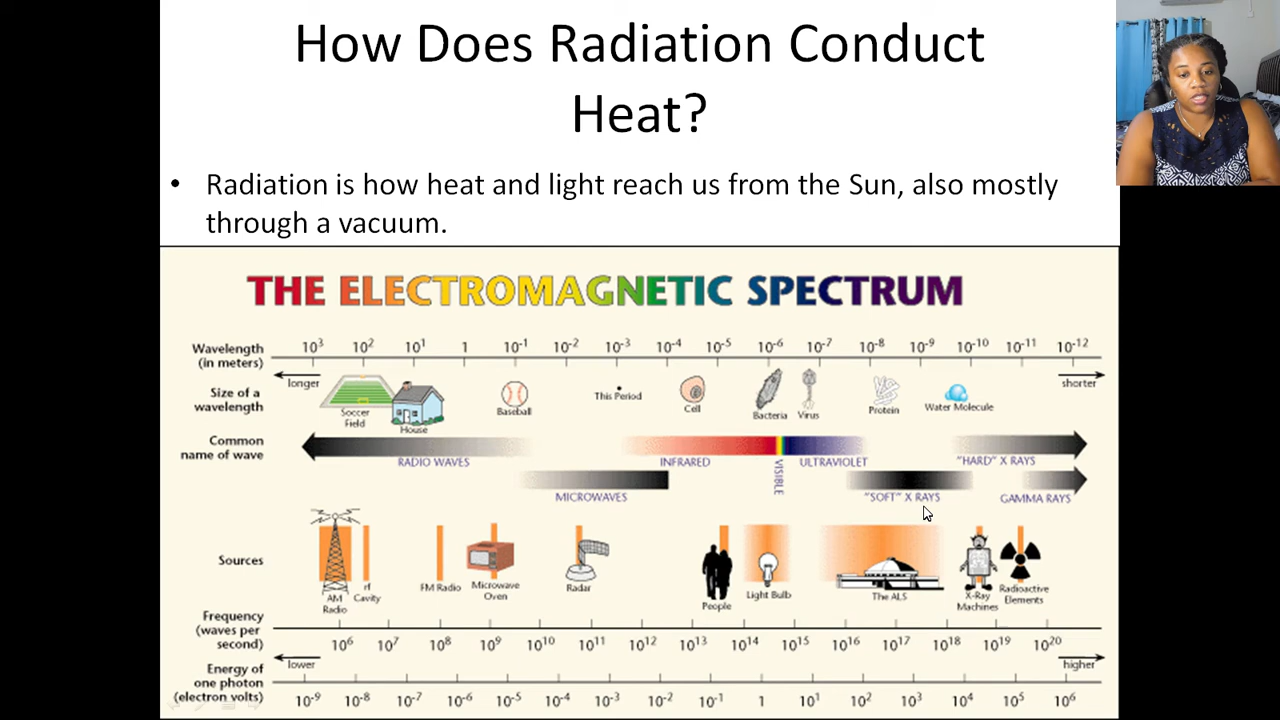 How Does Radiation Conduct
Heat?
• Radiation is how heat and light reach us from the Sun, also mostly
through a vacuum.
THE ELECTROMAGNETIC SPECTRUM
Wavelength
(in meters)
10³ 10² 10¹ 1 10⁻¹ 10⁻² 10⁻³ 10⁻⁴ 10⁻⁵ 10⁻⁶ 10⁻⁷ 10⁻⁸ 10⁻⁹ 10⁻¹⁰ 10⁻¹¹ 10⁻¹²
longer shorter
Size of a
wavelength
Soccer
Field
House
Baseball
This Period
Cell
Bacteria
Virus
Protein
Water Molecule
Common
name of wave
RADIO WAVES
INFRARED
VISIBLE
ULTRAVIOLET
"HARD" X RAYS
MICROWAVES
"SOFT" X RAYS
GAMMA RAYS
Sources
AM
Radio
rf
Cavity
FM Radio
Microwave
Oven
Radar
People
Light Bulb
The ALS
X-Ray
Machines
Radioactive
Elements
Frequency
(waves per
second)
10⁶ 10⁷ 10⁸ 10⁹ 10¹⁰ 10¹¹ 10¹² 10¹³ 10¹⁴ 10¹⁵ 10¹⁶ 10¹⁷ 10¹⁸ 10¹⁹ 10²⁰
lower higher
Energy of
one photon
(electron volts)
10⁻⁹ 10⁻⁸ 10⁻⁷ 10⁻⁶ 10⁻⁵ 10⁻⁴ 10⁻³ 10⁻² 10⁻¹ 1 10¹ 10² 10³ 10⁴ 10⁵ 10⁶